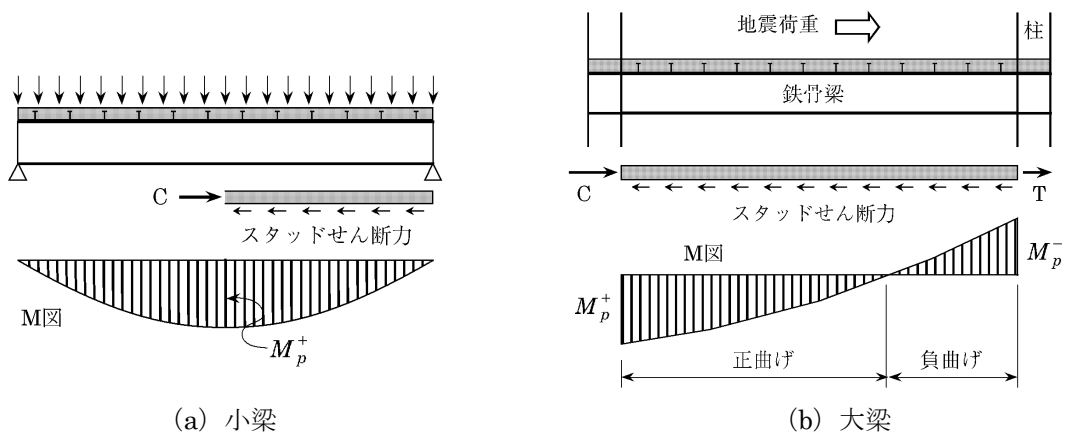 C
スタッドせん断力
M図
M_p^+
(a) 小梁
地震荷重
柱
鉄骨梁
C
T
スタッドせん断力
M図
M_p^+
M_p^-
正曲げ
負曲げ
(b) 大梁